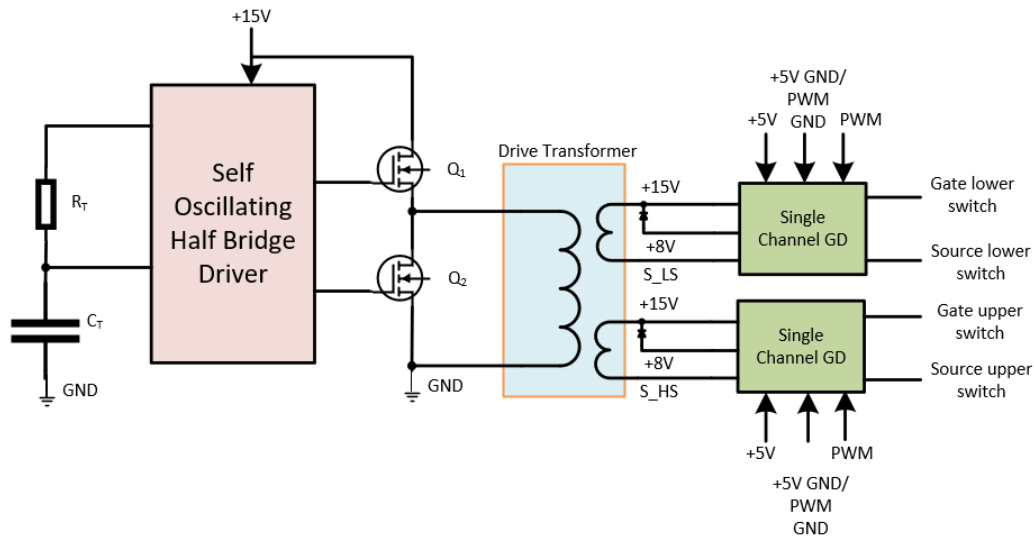 +15V
Self
Oscillating
Half Bridge
Driver
R_T
C_T
GND
Q₁
Q₂
GND
Drive Transformer
+15V
+8V
S_LS
+15V
+8V
S_HS
+5V GND/
PWM
GND
+5V
PWM
Single
Channel GD
Gate lower
switch
Source lower
switch
Single
Channel GD
Gate upper
switch
Source upper
switch
+5V
PWM
+5V GND/
PWM
GND